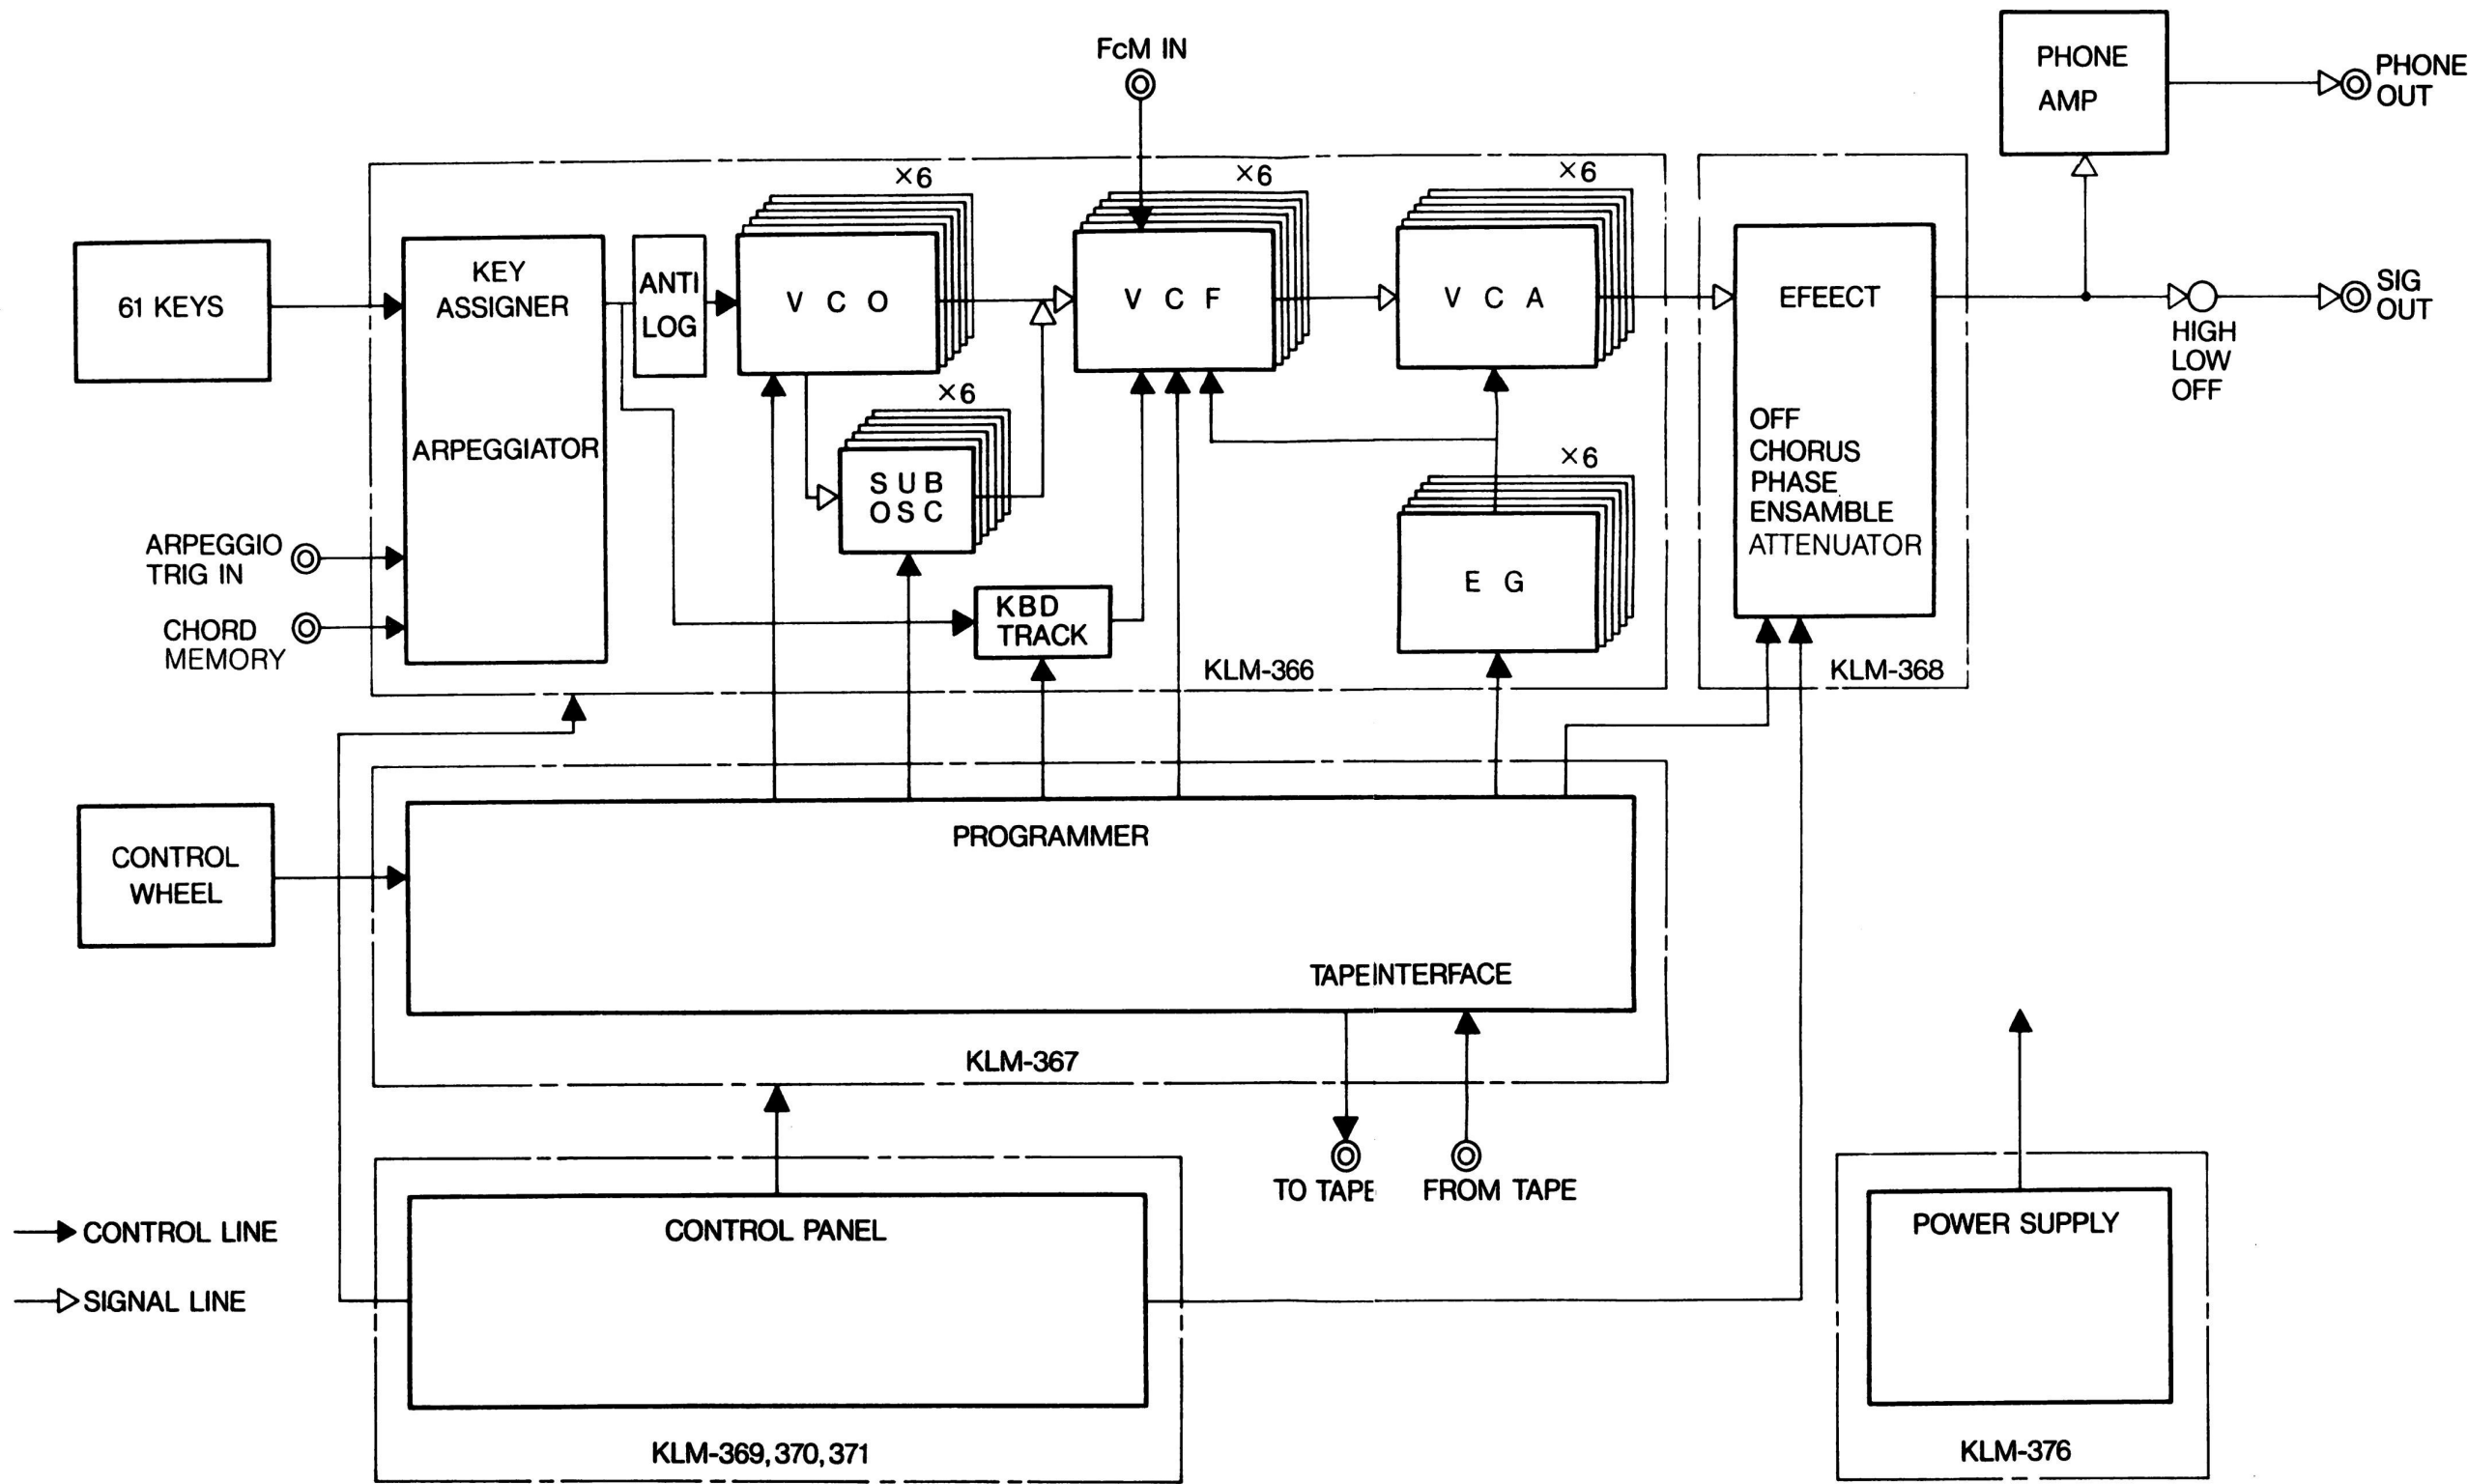 FcM IN
PHONE
AMP
PHONE
OUT
×6
×6
×6
61 KEYS
KEY
ASSIGNER
ARPEGGIATOR
ANTI
LOG
V C O
V C F
V C A
EFEECT
SIG
OUT
HIGH
LOW
OFF
×6
SUB
OSC
×6
OFF
CHORUS
PHASE
ENSAMBLE
ATTENUATOR
ARPEGGIO
TRIG IN
CHORD
MEMORY
E G
KBD
TRACK
KLM-366
KLM-368
CONTROL
WHEEL
PROGRAMMER
TAPEINTERFACE
KLM-367
TO TAPE
FROM TAPE
CONTROL LINE
SIGNAL LINE
CONTROL PANEL
KLM-369, 370, 371
POWER SUPPLY
KLM-376